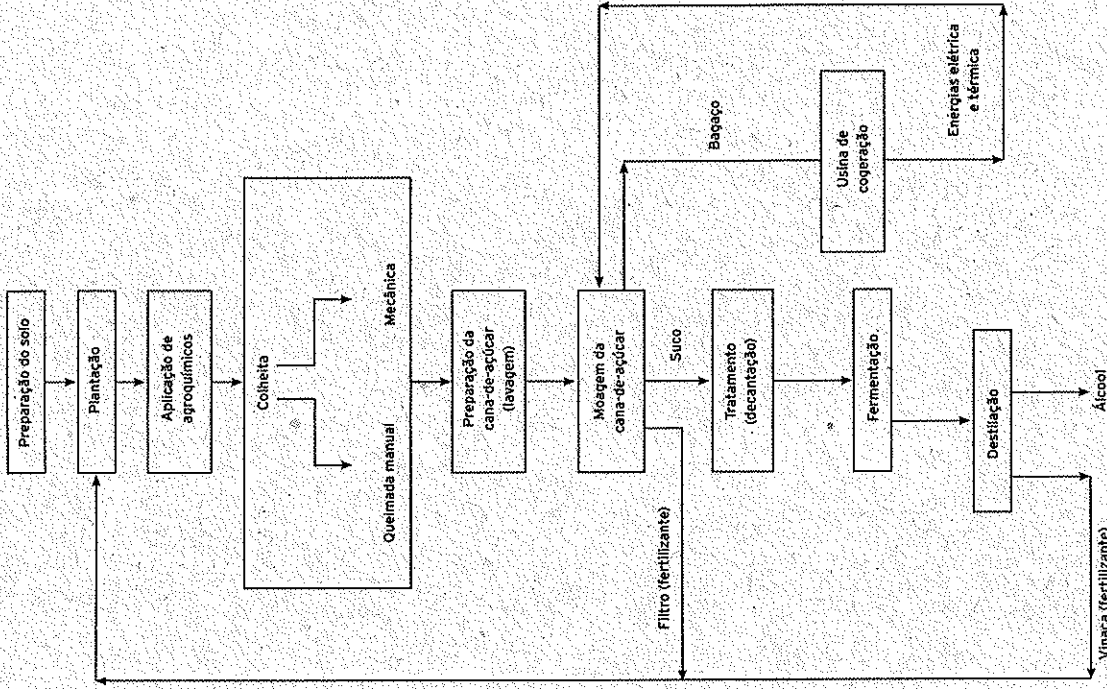 Preparação do solo
Plantação
Aplicação de
agroquímicos
Colheita
Queimada manual
Mecânica
Preparação da
cana-de-açúcar
(lavagem)
Moagem da
cana-de-açúcar
Filtro (fertilizante)
Suco
Bagaço
Tratamento
(decantação)
Usina de
cogeração
Energias elétrica
e térmica
Fermentação
Destilação
Vinaça (fertilizante)
Álcool